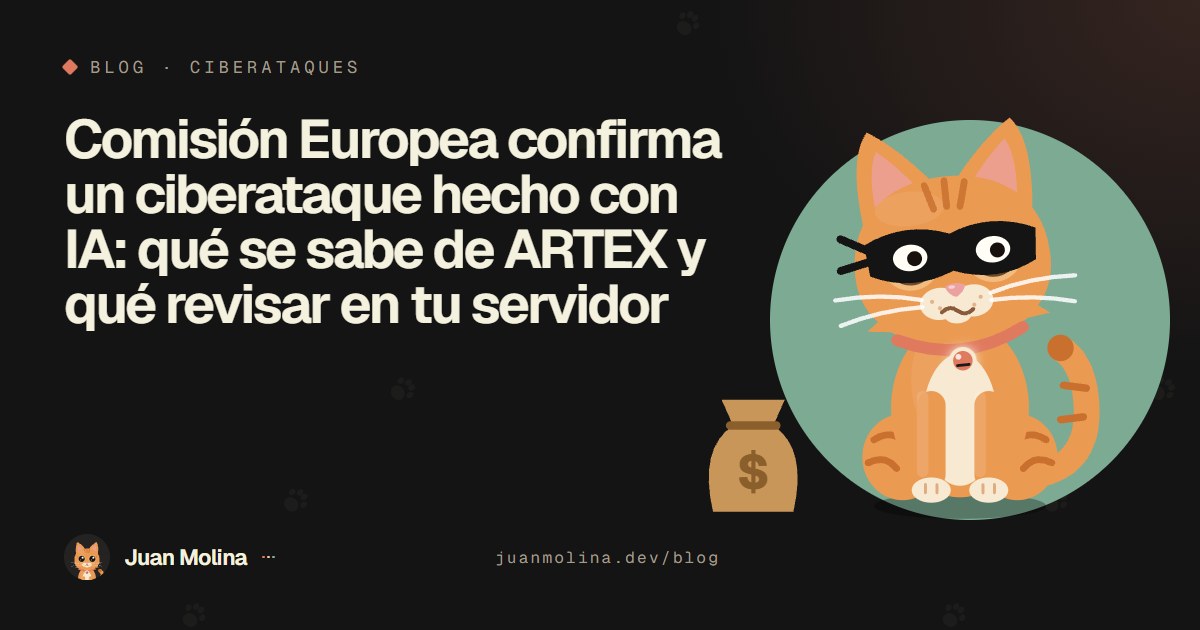 BLOG · CIBERATAQUES
Comisión Europea confirma
un ciberataque hecho con
IA: qué se sabe de ARTEX y
qué revisar en tu servidor
$
Juan Molina ···
juanmolina.dev/blog